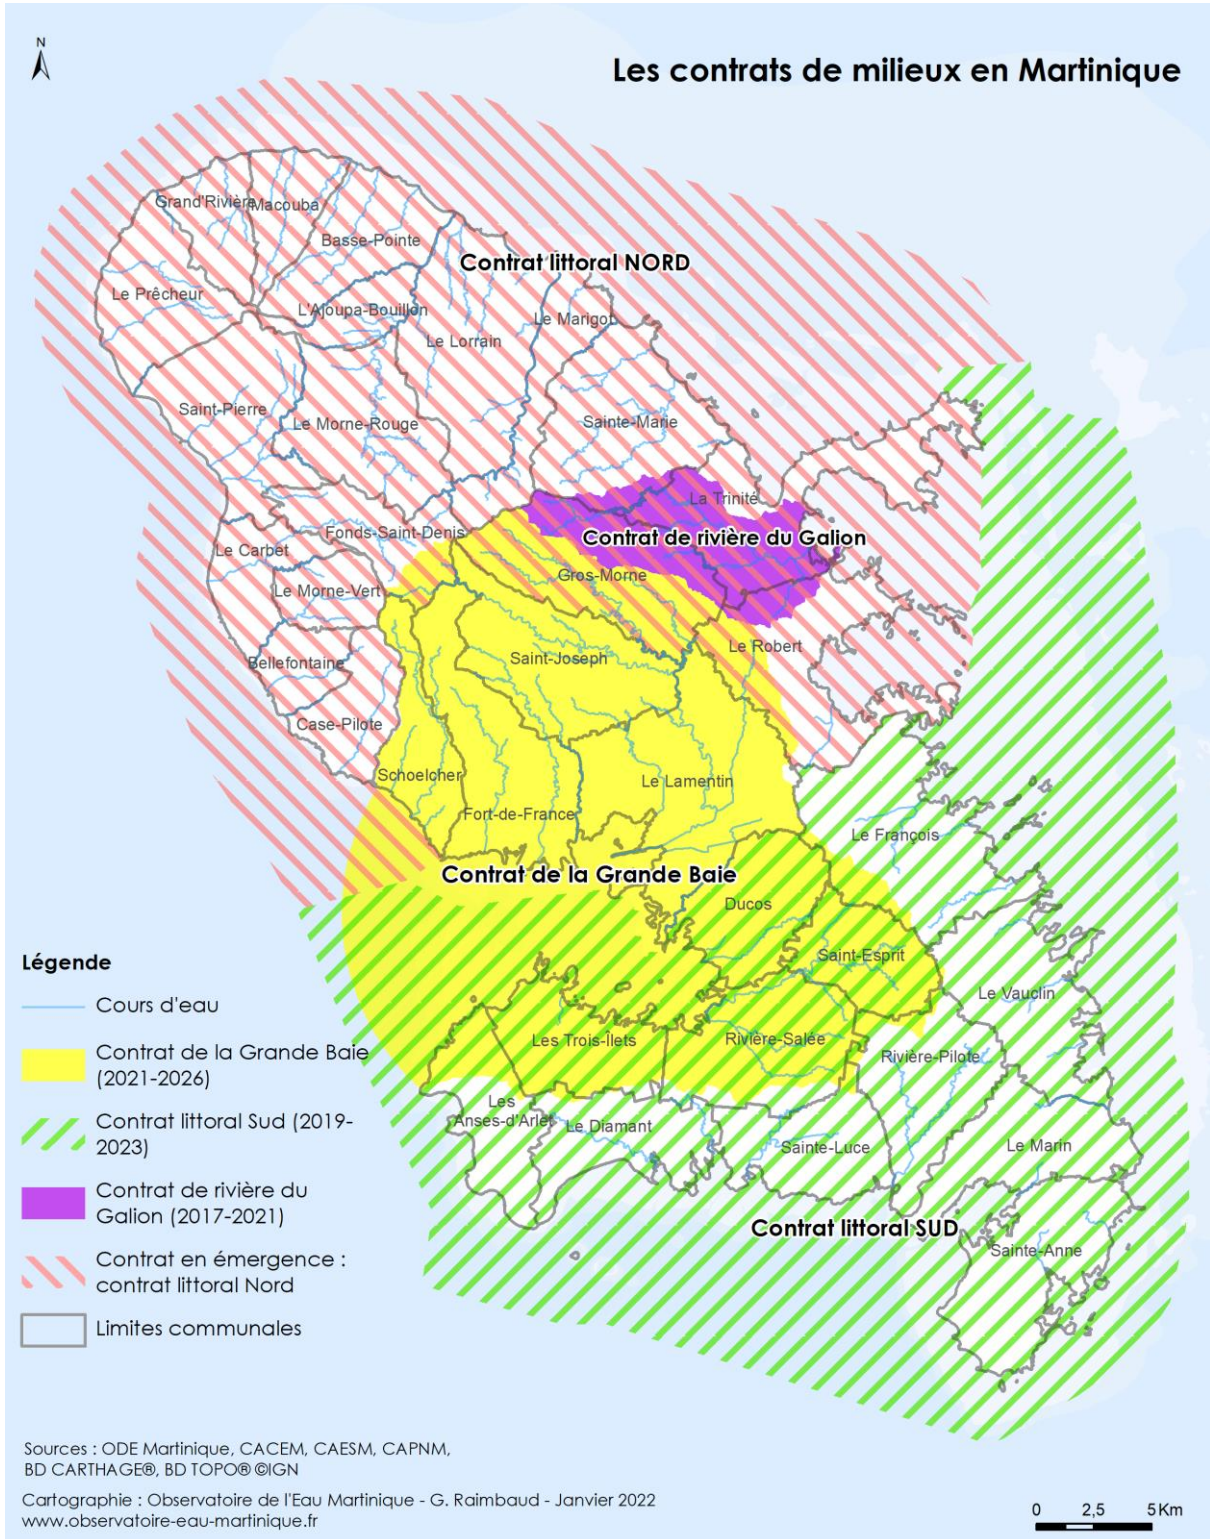 N
Les contrats de milieux en Martinique
Grand'Rivière
Macouba
Basse-Pointe
Contrat littoral NORD
Le Prêcheur
L'Ajoupa-Bouillon
Le Marigot
Le Lorrain
Saint-Pierre
Le Morne-Rouge
Sainte-Marie
La Trinité
Fonds-Saint-Denis
Contrat de rivière du Galion
Le Carbet
Gros-Morne
Le Morne-Vert
Le Robert
Saint-Joseph
Bellefontaine
Case-Pilote
Schoelcher
Le Lamentin
Fort-de-France
Le François
Contrat de la Grande Baie
Ducos
Saint-Esprit
Le Vauclin
Les Trois-Îlets
Rivière-Salée
Rivière-Pilote
Les
Anses-d'Arlet
Le Diamant
Sainte-Luce
Le Marin
Contrat littoral SUD
Sainte-Anne
Légende
Cours d'eau
Contrat de la Grande Baie
(2021-2026)
Contrat littoral Sud (2019-
2023)
Contrat de rivière du
Galion (2017-2021)
Contrat en émergence :
contrat littoral Nord
Limites communales
Sources : ODE Martinique, CACEM, CAESM, CAPNM,
BD CARTHAGE®, BD TOPO® ©IGN
Cartographie : Observatoire de l'Eau Martinique - G. Raimbaud - Janvier 2022
www.observatoire-eau-martinique.fr
0 2,5 5 Km